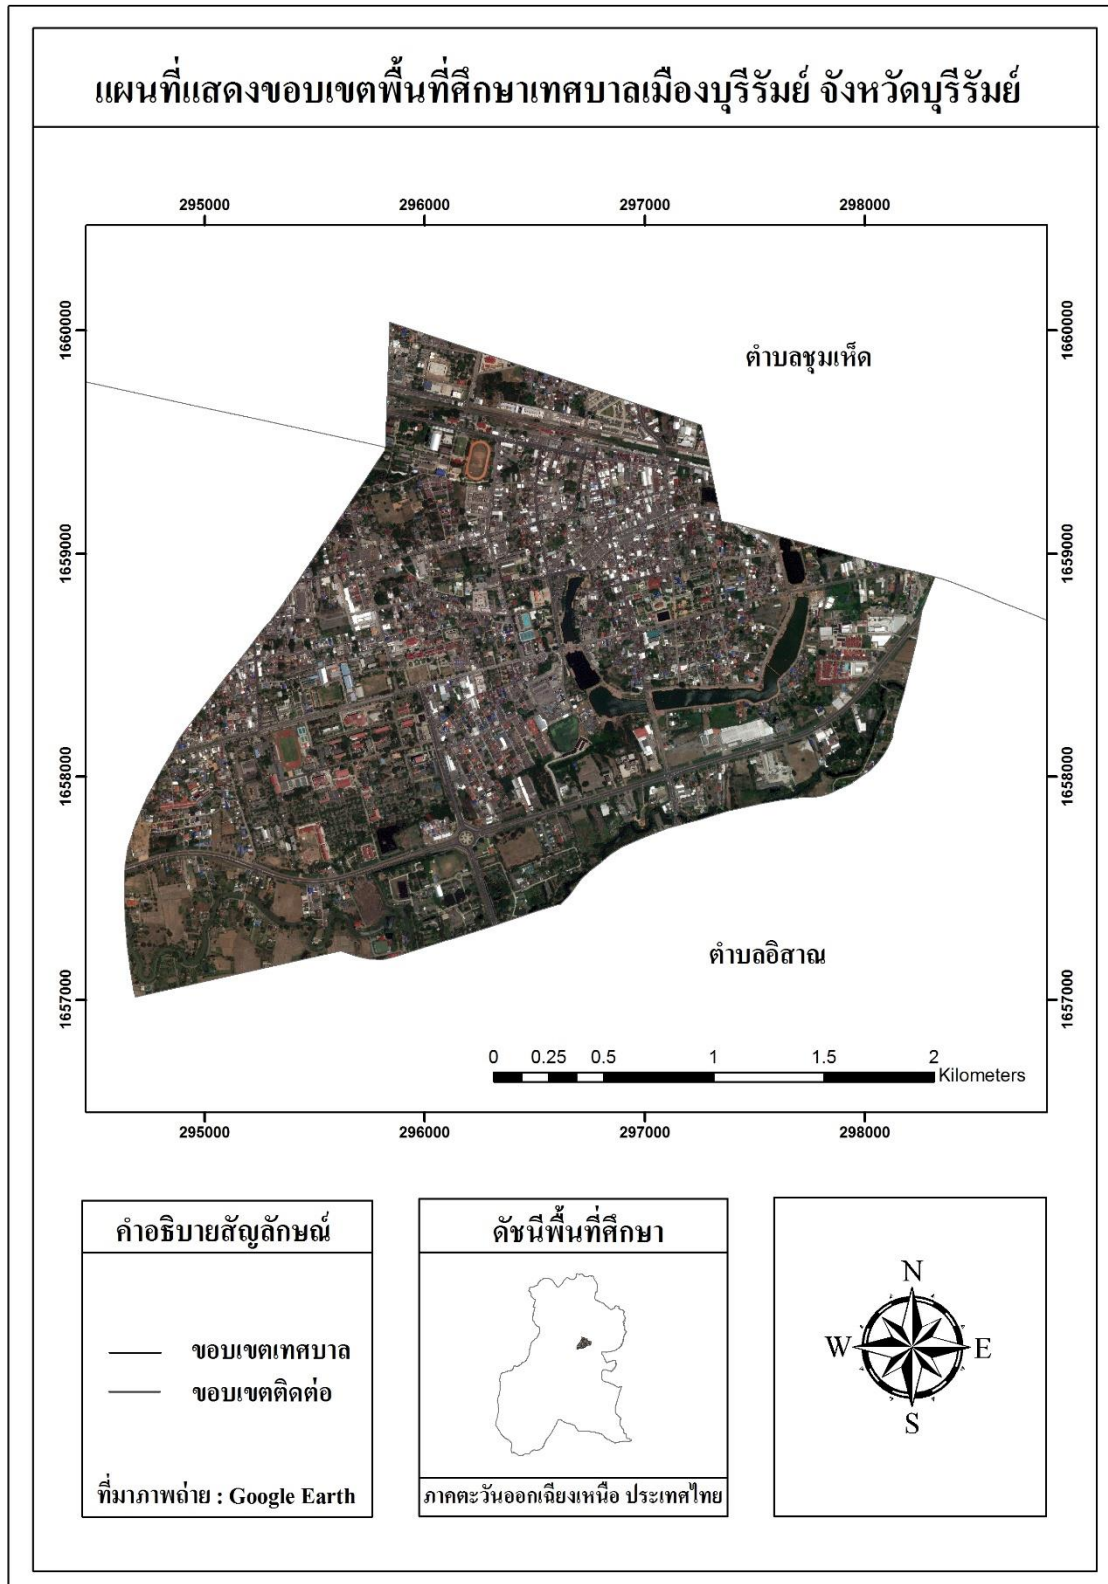 แผนที่แสดงขอบเขตพื้นที่ศึกษาเทศบาลเมืองบุรีรัมย์ จังหวัดบุรีรัมย์
295000 296000 297000 298000
1660000 1660000
ตำบลชุมเห็ด
1659000 1659000
1658000 1658000
ตำบลอิสาณ
1657000 1657000
0 0.25 0.5 1 1.5 2
Kilometers
295000 296000 297000 298000
คำอธิบายสัญลักษณ์
ขอบเขตเทศบาล
ขอบเขตติดต่อ
ที่มาภาพถ่าย : Google Earth
ดัชนีพื้นที่ศึกษา
ภาคตะวันออกเฉียงเหนือ ประเทศไทย
N
W E
S